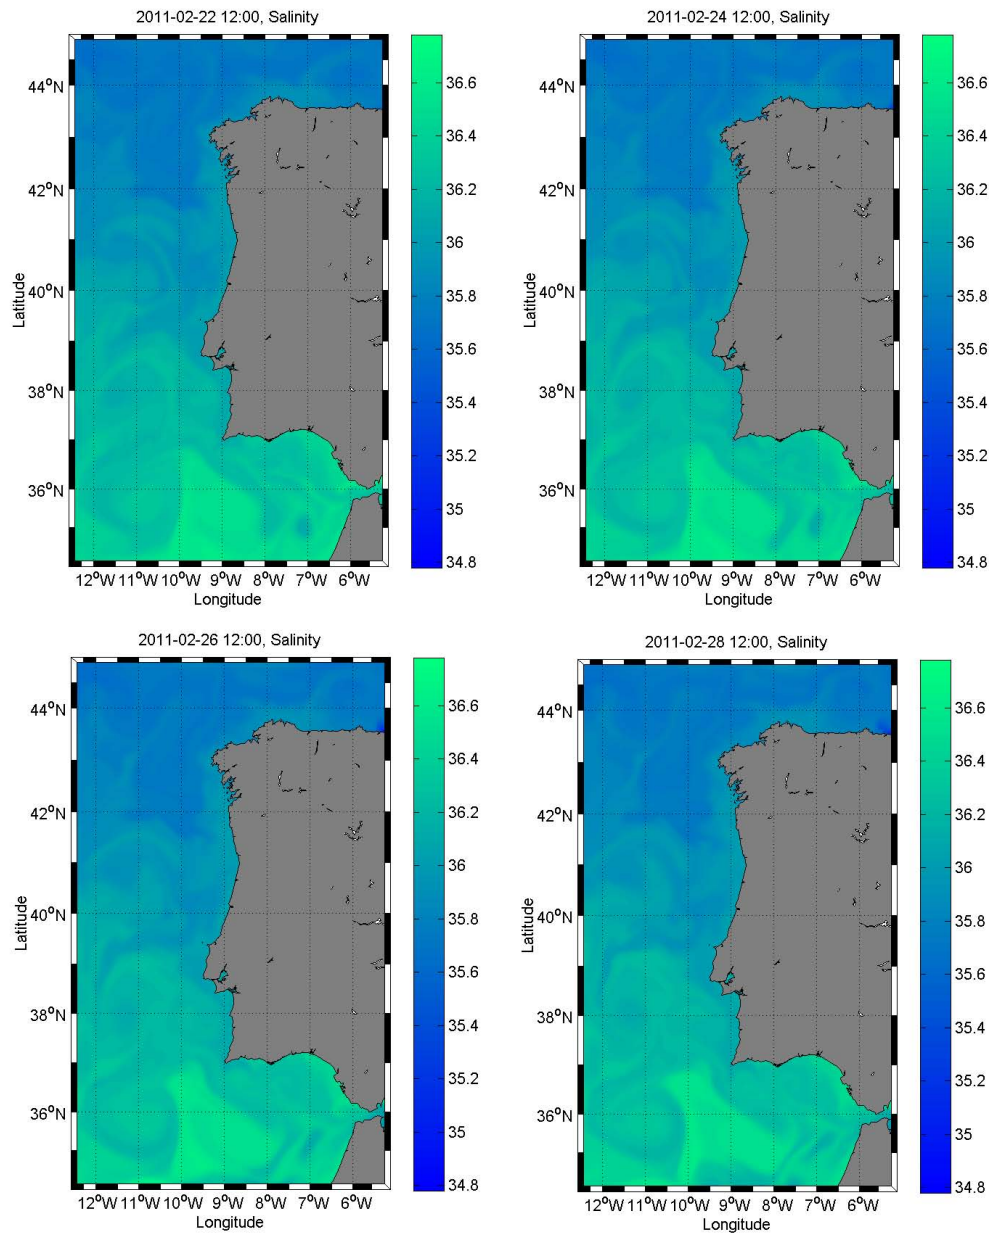 2011-02-22 12:00, Salinity
44°N
42°N
40°N
38°N
36°N
Latitude
12°W 11°W 10°W 9°W 8°W 7°W 6°W
Longitude
36.6
36.4
36.2
36
35.8
35.6
35.4
35.2
35
34.8
2011-02-24 12:00, Salinity
44°N
42°N
40°N
38°N
36°N
Latitude
12°W 11°W 10°W 9°W 8°W 7°W 6°W
Longitude
36.6
36.4
36.2
36
35.8
35.6
35.4
35.2
35
34.8
2011-02-26 12:00, Salinity
44°N
42°N
40°N
38°N
36°N
Latitude
12°W 11°W 10°W 9°W 8°W 7°W 6°W
Longitude
36.6
36.4
36.2
36
35.8
35.6
35.4
35.2
35
34.8
2011-02-28 12:00, Salinity
44°N
42°N
40°N
38°N
36°N
Latitude
12°W 11°W 10°W 9°W 8°W 7°W 6°W
Longitude
36.6
36.4
36.2
36
35.8
35.6
35.4
35.2
35
34.8